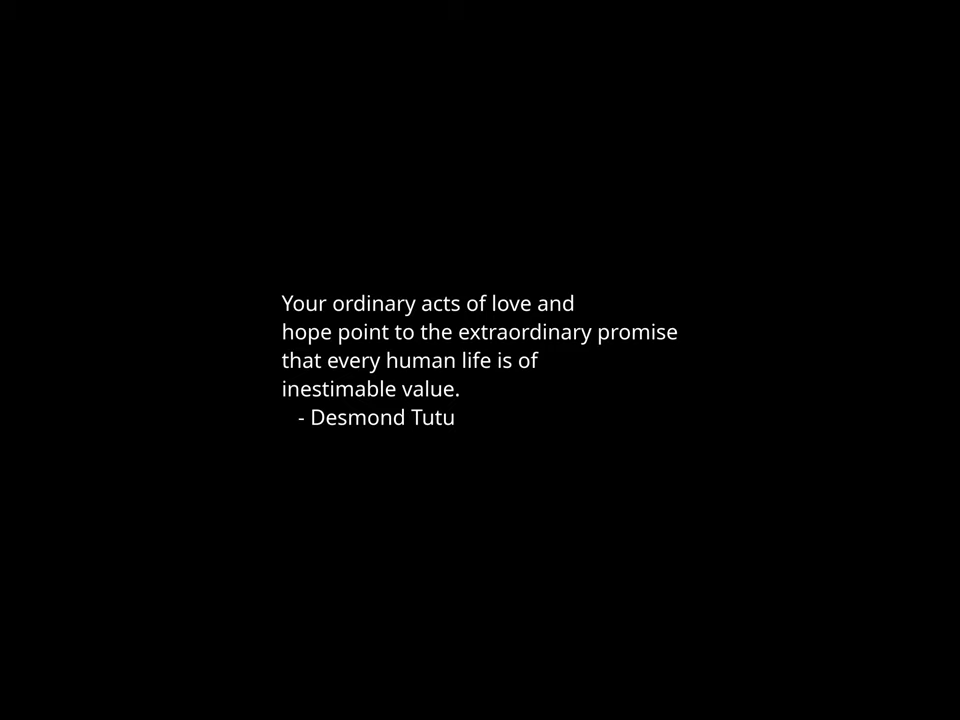 Your ordinary acts of love and
hope point to the extraordinary promise
that every human life is of
inestimable value.
- Desmond Tutu